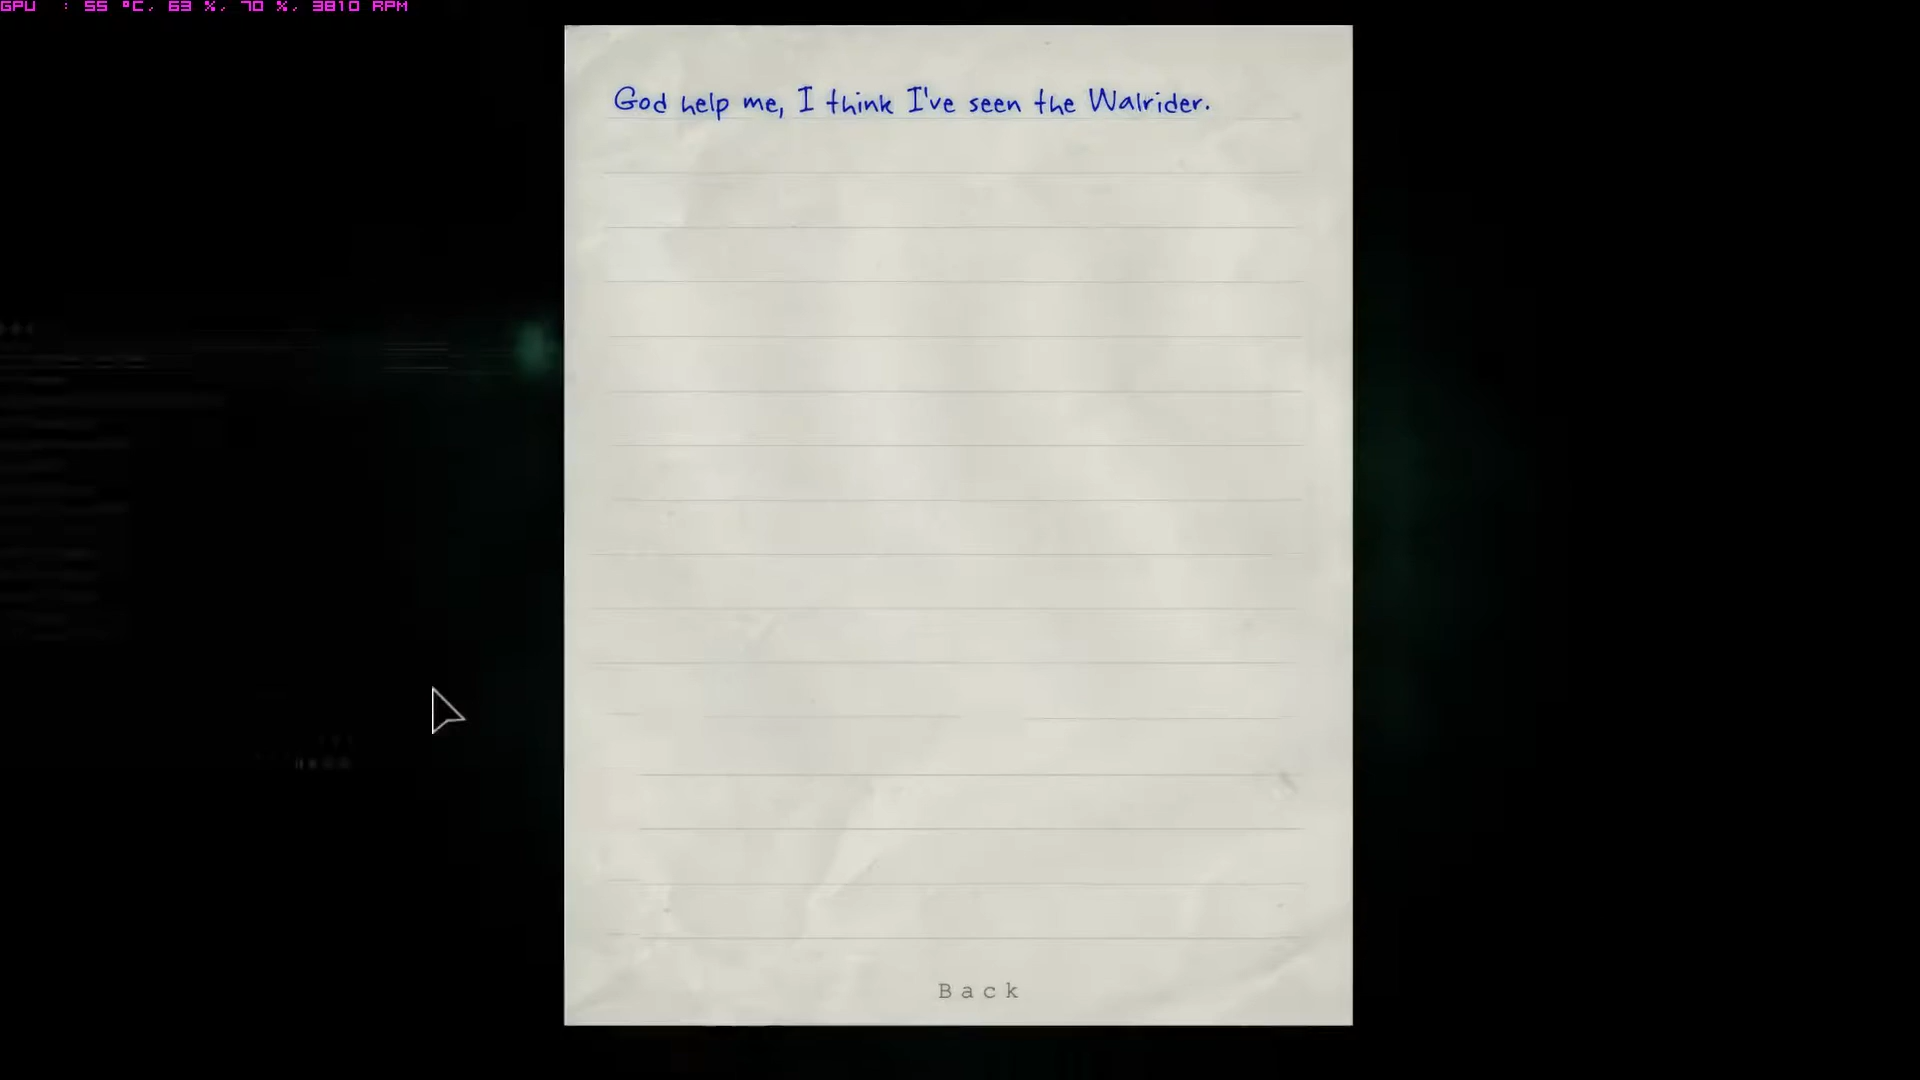 GPU : 55 °C, 63 %, 70 %, 3810 RPM
God help me, I think I've seen the Walrider.
Back